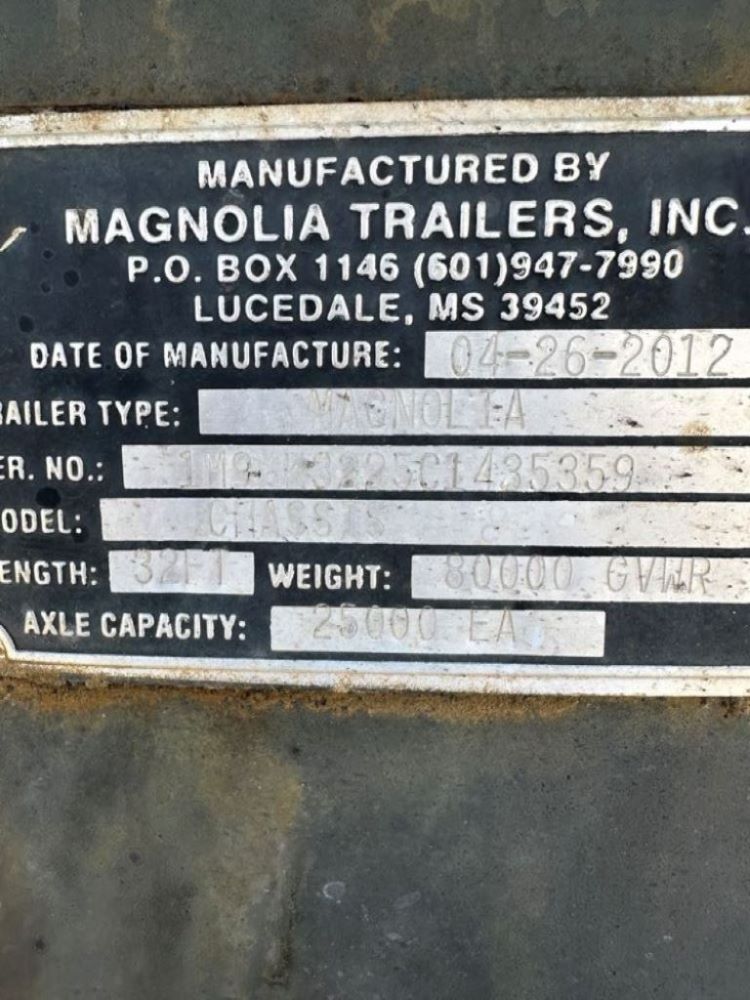 MANUFACTURED BY
MAGNOLIA TRAILERS, INC.
P.O. BOX 1146 (601)947-7990
LUCEDALE, MS 39452
DATE OF MANUFACTURE: 04-26-2012
RAILER TYPE: MAGNOLIA
ER. NO.:
ODEL: CHASSIS
ENGTH: 32FT WEIGHT: 80000 GVWR
AXLE CAPACITY: 25000 EA